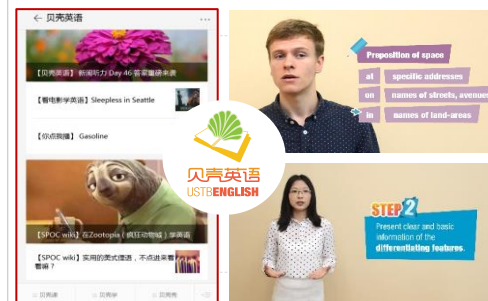 贝壳英语
【贝壳英语】新闻听力 Day 46 答案重磅来袭
【看电影学英语】Sleepless in Seattle
【你点我播】Gasoline
【SPOC wiki】在Zootopia（疯狂动物城）学英语
【SPOC wiki】实用的美式俚语，不点进来看
看嘛？
贝壳课
贝壳学
贝壳秀
贝壳英语
USTBENGLISH
Proposition of space
at specific addresses
on names of streets, avenues
in names of land-areas
STEP 2
Present clear and basic
information of the
differentiating features.